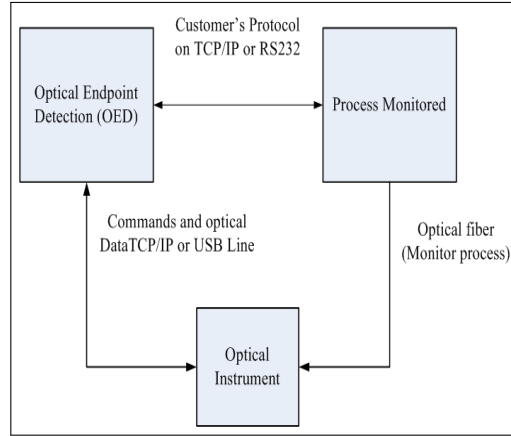 Customer's Protocol
on TCP/IP or RS232
Optical Endpoint
Detection (OED)
Process Monitored
Commands and optical
DataTCP/IP or USB Line
Optical fiber
(Monitor process)
Optical
Instrument